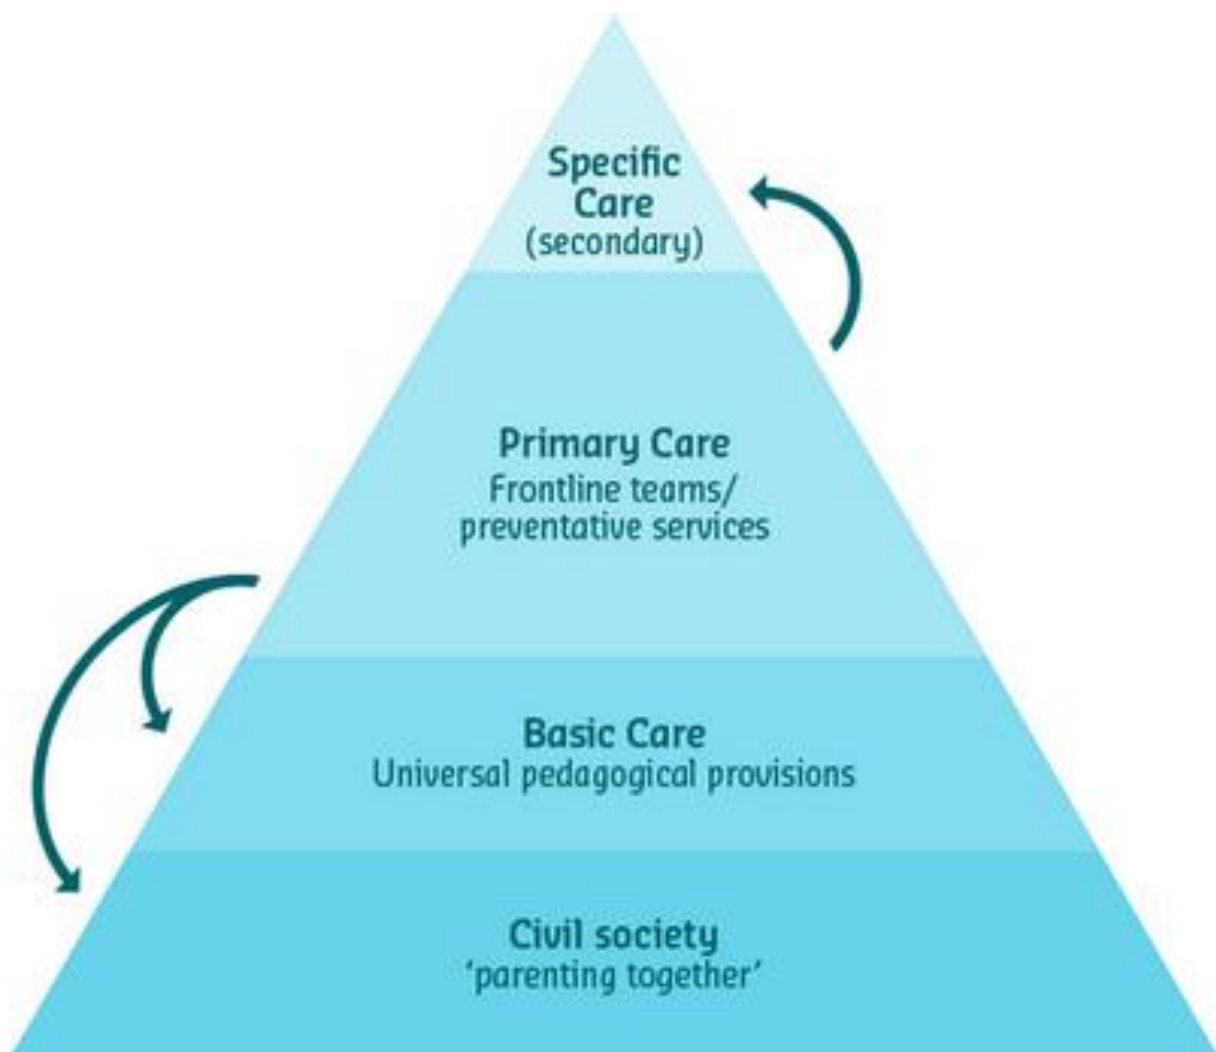 Specific
Care
(secondary)
Primary Care
Frontline teams/
preventative services
Basic Care
Universal pedagogical provisions
Civil society
‘parenting together’